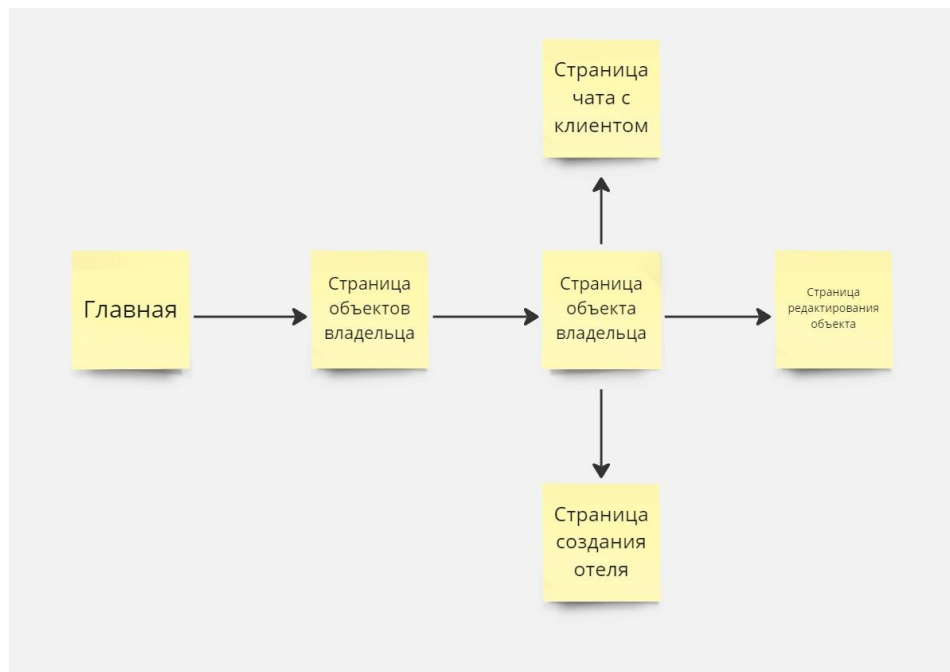 Страница
чата с
клиентом
Главная
Страница
объектов
владельца
Страница
объекта
владельца
Страница
редактирования
объекта
Страница
создания
отеля